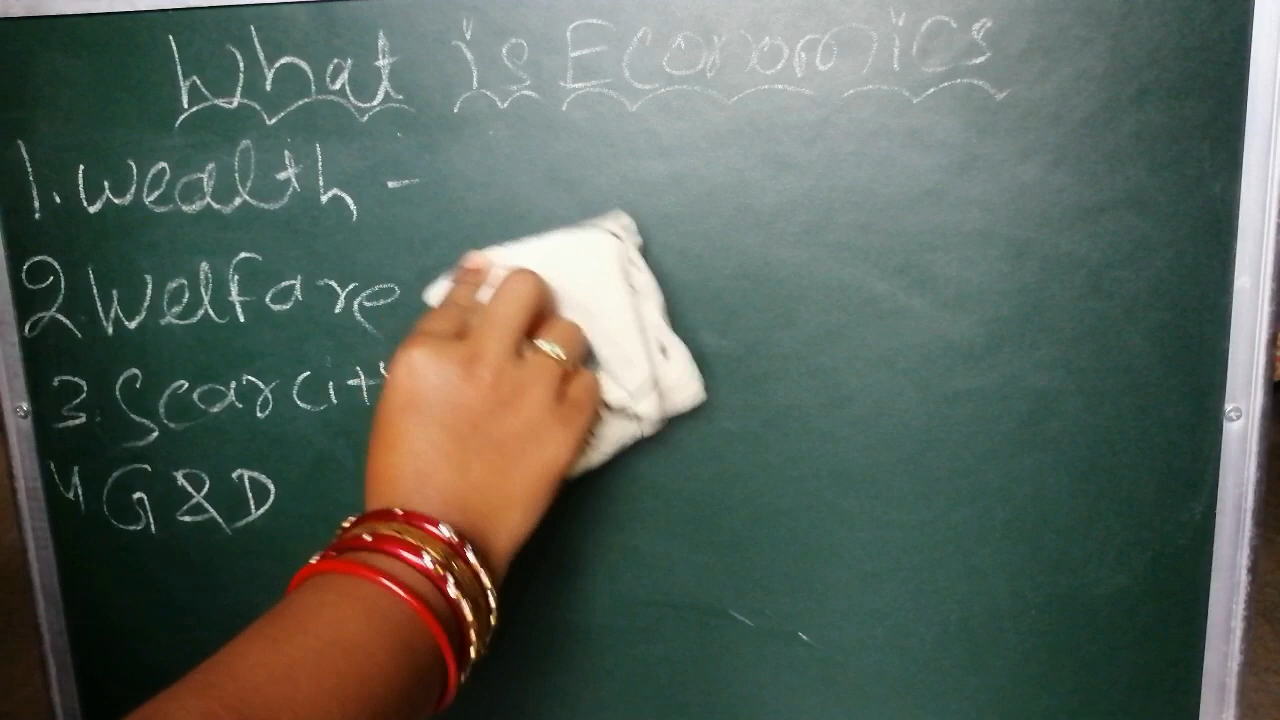 What is Economics
1. Wealth -
2 Welfare
3. Scarcit
4 G & D